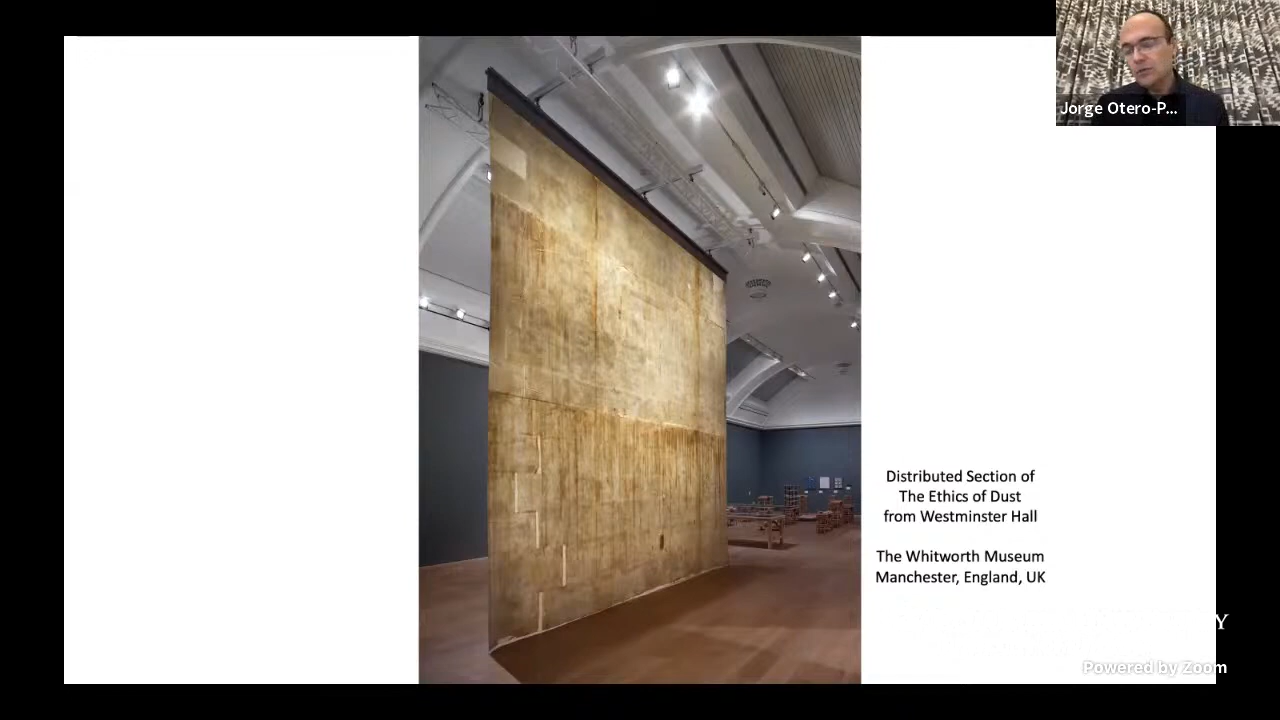 Jorge Otero-P...
Distributed Section of
The Ethics of Dust
from Westminster Hall
The Whitworth Museum
Manchester, England, UK
Y
Powered by Zoom